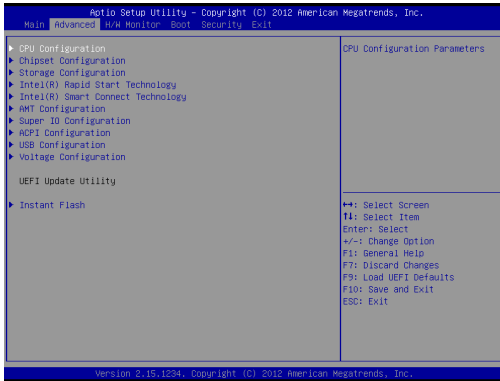 Aptio Setup Utility - Copyright (C) 2012 American Megatrends, Inc.
Main Advanced H/W Monitor Boot Security Exit
CPU Configuration
Chipset Configuration
Storage Configuration
Intel(R) Rapid Start Technology
Intel(R) Smart Connect Technology
AMT Configuration
Super IO Configuration
ACPI Configuration
USB Configuration
Voltage Configuration
UEFI Update Utility
Instant Flash
CPU Configuration Parameters
↔: Select Screen
↑↓: Select Item
Enter: Select
+/-: Change Option
F1: General Help
F7: Discard Changes
F9: Load UEFI Defaults
F10: Save and Exit
ESC: Exit
Version 2.15.1234. Copyright (C) 2012 American Megatrends, Inc.